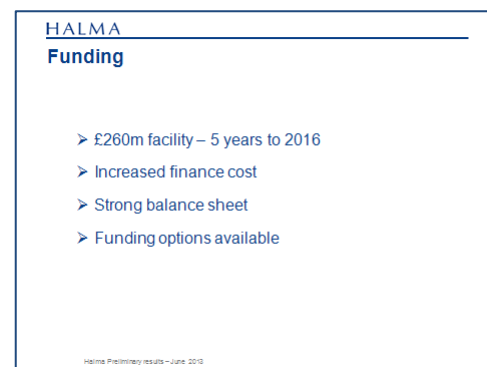 HALMA
Funding
➢ £260m facility – 5 years to 2016
➢ Increased finance cost
➢ Strong balance sheet
➢ Funding options available
Halma Preliminary results – June 2013